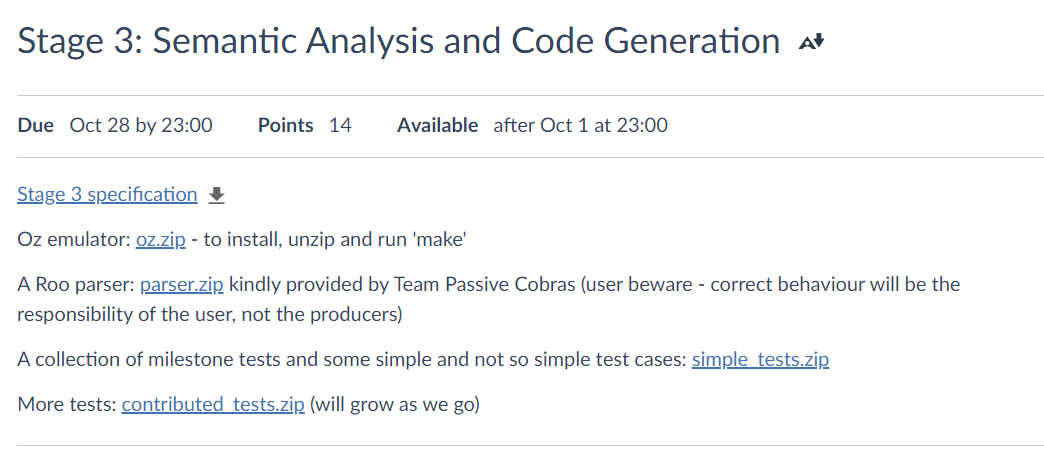 Stage 3: Semantic Analysis and Code Generation
Due Oct 28 by 23:00 Points 14 Available after Oct 1 at 23:00
Stage 3 specification
Oz emulator: oz.zip - to install, unzip and run 'make'
A Roo parser: parser.zip kindly provided by Team Passive Cobras (user beware - correct behaviour will be the
responsibility of the user, not the producers)
A collection of milestone tests and some simple and not so simple test cases: simple_tests.zip
More tests: contributed_tests.zip (will grow as we go)